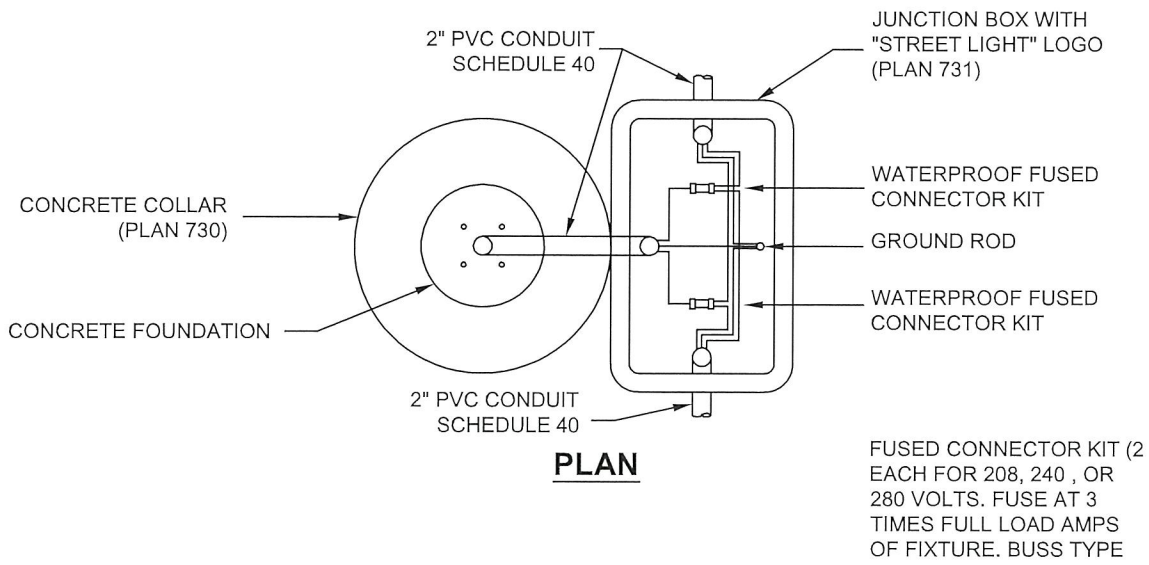 2" PVC CONDUIT
SCHEDULE 40
JUNCTION BOX WITH
"STREET LIGHT" LOGO
(PLAN 731)
CONCRETE COLLAR
(PLAN 730)
WATERPROOF FUSED
CONNECTOR KIT
GROUND ROD
CONCRETE FOUNDATION
WATERPROOF FUSED
CONNECTOR KIT
2" PVC CONDUIT
SCHEDULE 40
PLAN
FUSED CONNECTOR KIT (2
EACH FOR 208, 240 , OR
280 VOLTS. FUSE AT 3
TIMES FULL LOAD AMPS
OF FIXTURE. BUSS TYPE